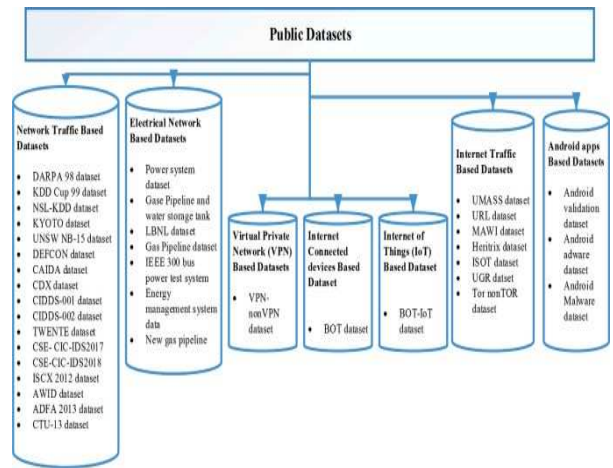 Public Datasets
Network Traffic Based
Datasets
• DARPA 98 dataset
• KDD Cup 99 dataset
• NSL-KDD dataset
• KYOTO dataset
• UNSW NB-15 dataset
• DEFCON dataset
• CAIDA dataset
• CDX dataset
• CIDDS-001 dataset
• CIDDS-002 dataset
• TWENTE dataset
• CSE- CIC-IDS2017
• CSE-CIC-IDS2018
• ISCX 2012 dataset
• AWID dataset
• ADFA 2013 dataset
• CTU-13 dataset
Electrical Network
Based Datasets
• Power system
dataset
• Gase Pipeline and
water storage tank
• LBNL dataset
• Gas Pipeline dataset
• IEEE 300 bus
power test system
• Energy
management system
data
• New gas pipeline
Virtual Private
Network (VPN)
Based Datasets
• VPN-
nonVPN
dataset
Internet
Connected
devices Based
Dataset
• BOT dataset
Internet of
Things (IoT) Based
Dataset
• BOT-IoT
dataset
Internet Traffic
Based Datasets
• UMASS dataset
• URL dataset
• MAWI dataset
• Heritrix dataset
• ISOT dataset
• UGR datset
• Tor nonTOR
dataset
Android apps
Based Datasets
• Android
validation
dataset
• Android
adware
dataset
• Android
Malware
dataset